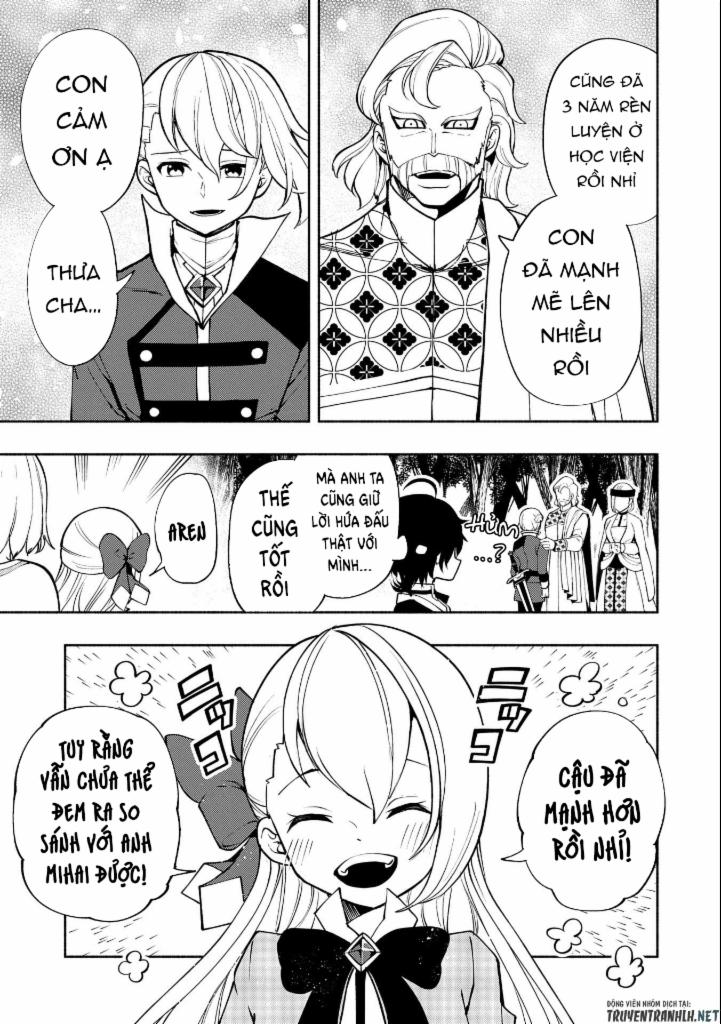 CŨNG ĐÃ
3 NĂM RÈN
LUYỆN Ở
HỌC VIỆN
RỒI NHỈ
CON
ĐÃ MẠNH
MẼ LÊN
NHIỀU
RỒI
CON
CẢM
ƠN Ạ
THƯA
CHA...
HỬM
...?
MÀ ANH TA
CŨNG GIỮ
LỜI HỨA ĐẤU
THẬT VỚI
MÌNH...
THẾ
CŨNG
TỐT
RỒI
AREN
ニコッ
ニコッ
CẬU ĐÃ
MẠNH HƠN
RỒI NHỈ!
TUY RẰNG
VẪN CHƯA THỂ
ĐEM RA SO
SÁNH VỚI ANH
MIHAI ĐƯỢC!
ĐỘNG VIÊN NHÓM DỊCH TẠI:
TRUYENTRANHLH.NET